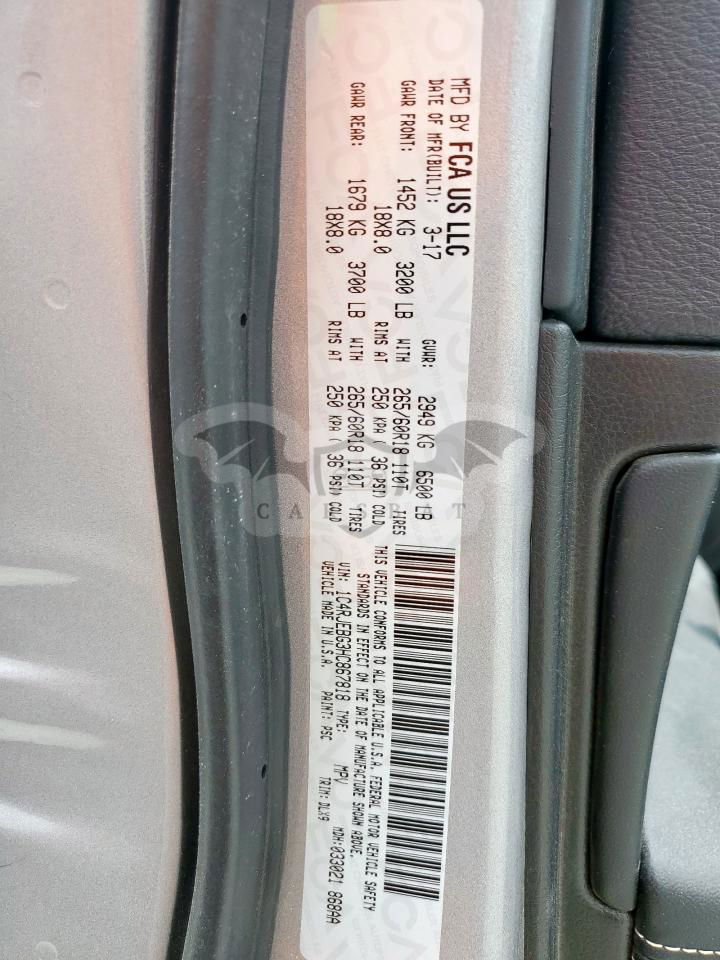 MFD BY FCA US LLC
DATE OF MFR(BUILT): 3-17 GVWR: 2949 KG 6500 LB
GAWR FRONT: 1452 KG 3200 LB WITH 265/60R18 110T TIRES
18X8.0 RIMS AT 250 KPA ( 36 PSI) COLD
GAWR REAR: 1679 KG 3700 LB WITH 265/60R18 110T TIRES
18X8.0 RIMS AT 250 KPA ( 36 PSI) COLD
THIS VEHICLE CONFORMS TO ALL APPLICABLE U.S.A. FEDERAL MOTOR VEHICLE SAFETY
STANDARDS IN EFFECT ON THE DATE OF MANUFACTURE SHOWN ABOVE.
VIN: 1C4RJEBG3HC867818 TYPE: MPV MDH:033021 868AA
VEHICLE MADE IN U.S.A. PAINT: PSC TRIM: DLX9